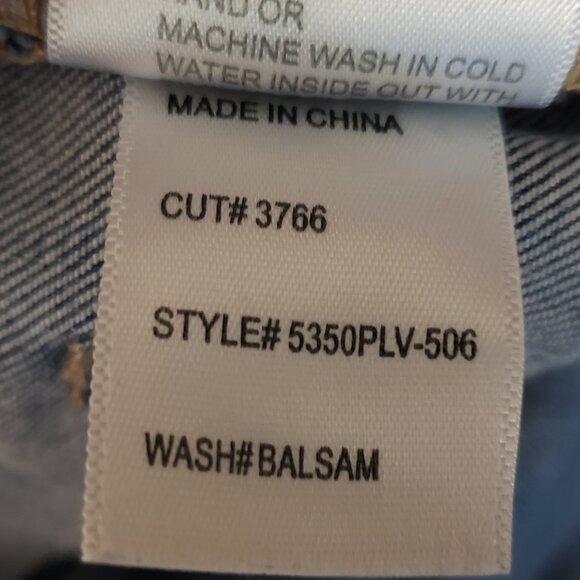 HAND OR
MACHINE WASH IN COLD
WATER INSIDE OUT WITH
MADE IN CHINA
CUT# 3766
STYLE# 5350PLV-506
WASH# BALSAM